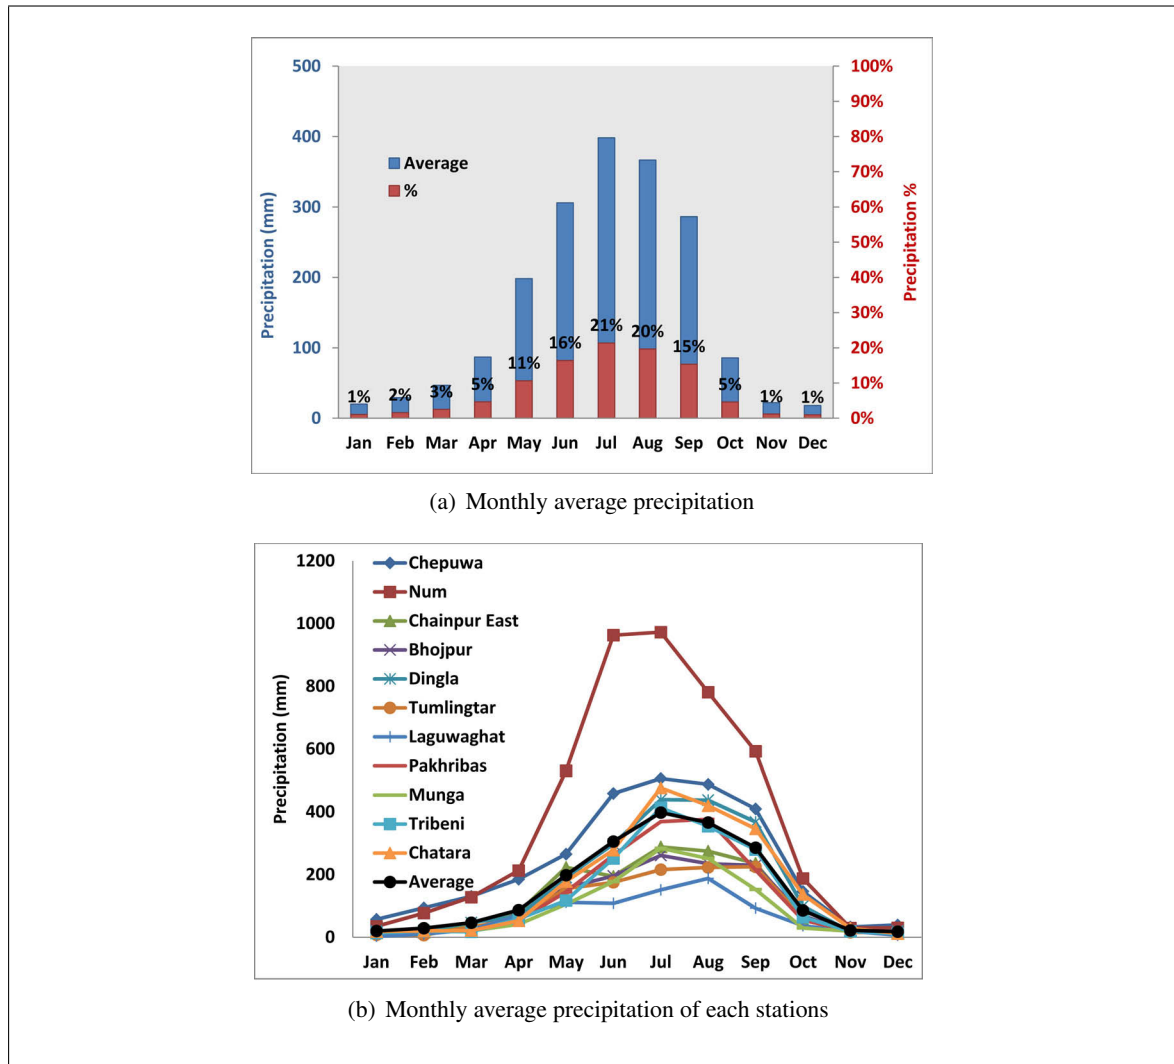 500
400
300
200
100
0
Precipitation (mm)
Average
%
1%
2%
3%
5%
11%
16%
21%
20%
15%
5%
1%
1%
Jan Feb Mar Apr May Jun Jul Aug Sep Oct Nov Dec
100%
90%
80%
70%
60%
50%
40%
30%
20%
10%
0%
Precipitation %
(a) Monthly average precipitation
1200
1000
800
600
400
200
0
Precipitation (mm)
Chepuwa
Num
Chainpur East
Bhojpur
Dingla
Tumlingtar
Laguwaghat
Pakhribas
Munga
Tribeni
Chatara
Average
Jan Feb Mar Apr May Jun Jul Aug Sep Oct Nov Dec
(b) Monthly average precipitation of each stations